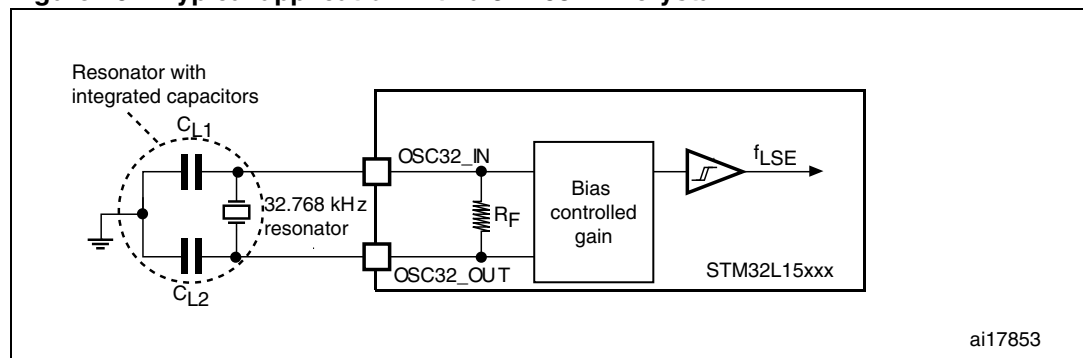 Resonator with
integrated capacitors
CL1
OSC32_IN
fLSE
32.768 kHz
resonator
RF
Bias
controlled
gain
OSC32_OUT
STM32L15xxx
CL2
ai17853